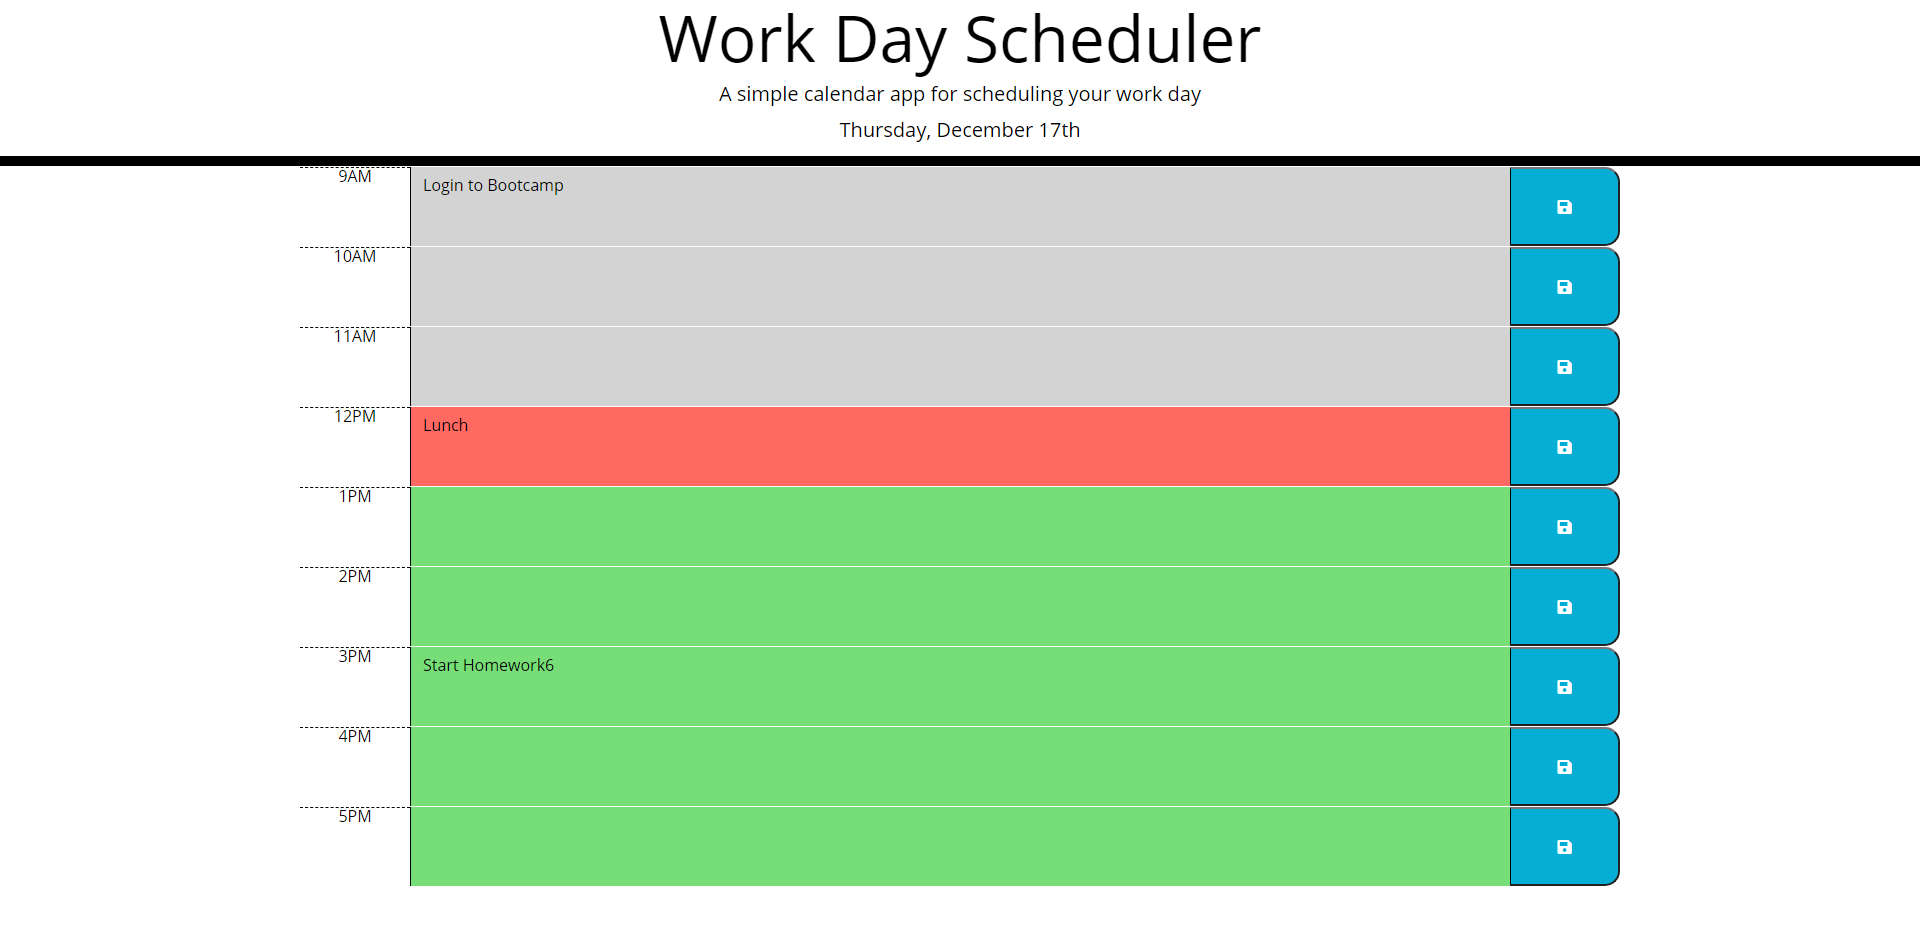 Work Day Scheduler
A simple calendar app for scheduling your work day
Thursday, December 17th
9AM
Login to Bootcamp
10AM
11AM
12PM
Lunch
1PM
2PM
3PM
Start Homework6
4PM
5PM